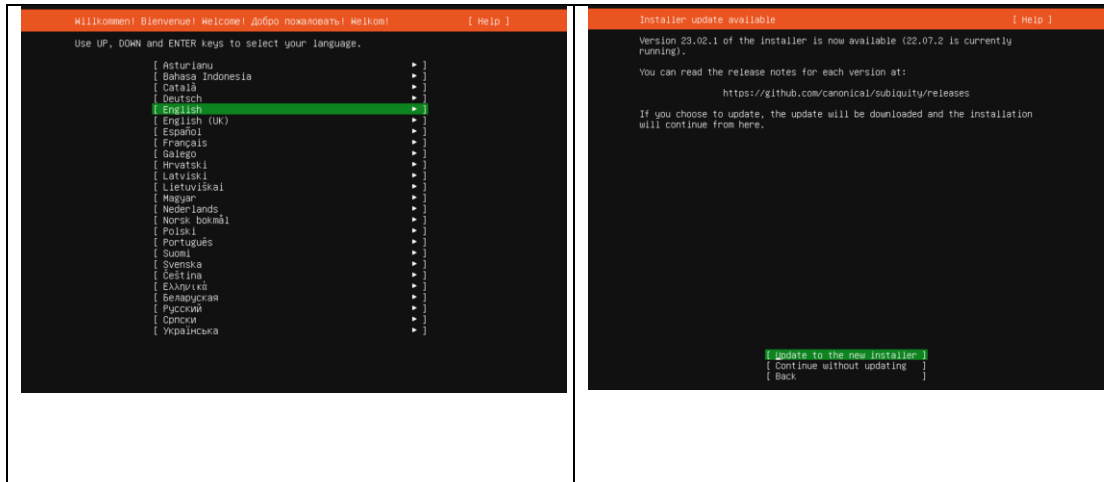 Willkommen! Bienvenue! Welcome! Добро пожаловать! Welkom! [ Help ]
Use UP, DOWN and ENTER keys to select your language.
[ Asturianu ► ]
[ Bahasa Indonesia ► ]
[ Català ► ]
[ Deutsch ► ]
[ English ► ]
[ English (UK) ► ]
[ Español ► ]
[ Français ► ]
[ Galego ► ]
[ Hrvatski ► ]
[ Latviski ► ]
[ Lietuviškai ► ]
[ Magyar ► ]
[ Nederlands ► ]
[ Norsk bokmål ► ]
[ Polski ► ]
[ Português ► ]
[ Suomi ► ]
[ Svenska ► ]
[ Čeština ► ]
[ Ελληνικά ► ]
[ Беларуская ► ]
[ Русский ► ]
[ Српски ► ]
[ Українська ► ]
Installer update available [ Help ]
Version 23.02.1 of the installer is now available (22.07.2 is currently
running).
You can read the release notes for each version at:
https://github.com/canonical/subiquity/releases
If you choose to update, the update will be downloaded and the installation
will continue from here.
[ Update to the new installer ]
[ Continue without updating ]
[ Back ]